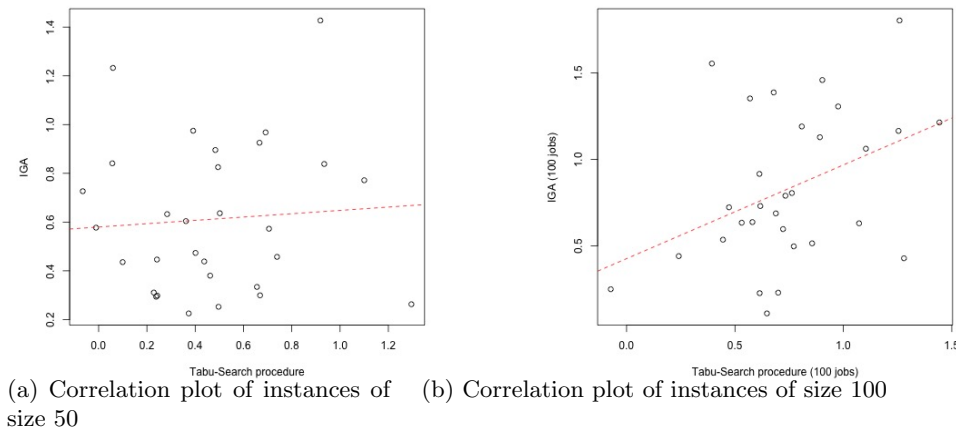 1.4
1.2
1.0
0.8
0.6
0.4
0.2
IGA
0.0 0.2 0.4 0.6 0.8 1.0 1.2
Tabu-Search procedure
(a) Correlation plot of instances of
size 50
1.5
1.0
0.5
IGA (100 jobs)
0.0 0.5 1.0 1.5
Tabu-Search procedure (100 jobs)
(b) Correlation plot of instances of size 100